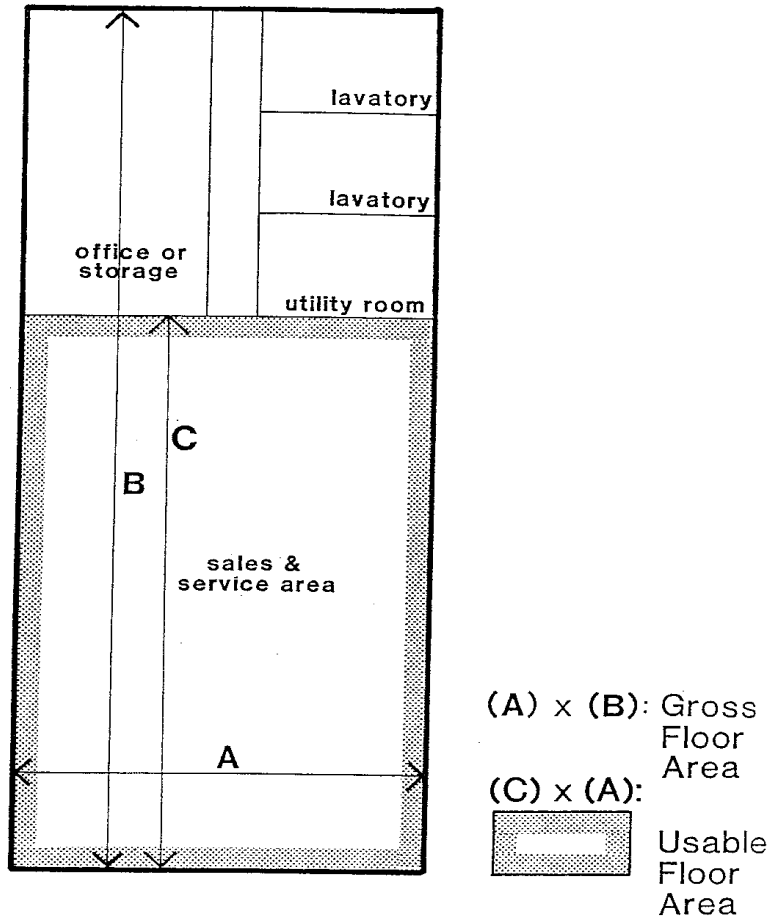 lavatory
lavatory
office or
storage
utility room
C
B
sales &
service area
A
(A) x (B): Gross
Floor
Area
(C) x (A):
Usable
Floor
Area